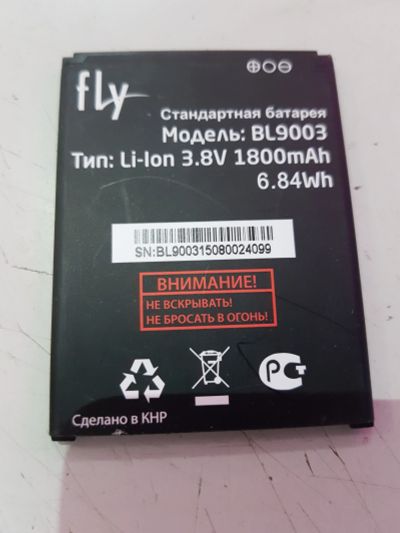 fly
Стандартная батарея
Модель: BL9003
Тип: Li-Ion 3.8V 1800mAh
6.84Wh
SN:BL900315080024099
ВНИМАНИЕ!
НЕ ВСКРЫВАТЬ!
НЕ БРОСАТЬ В ОГОНЬ!
РСТ
Сделано в КНР